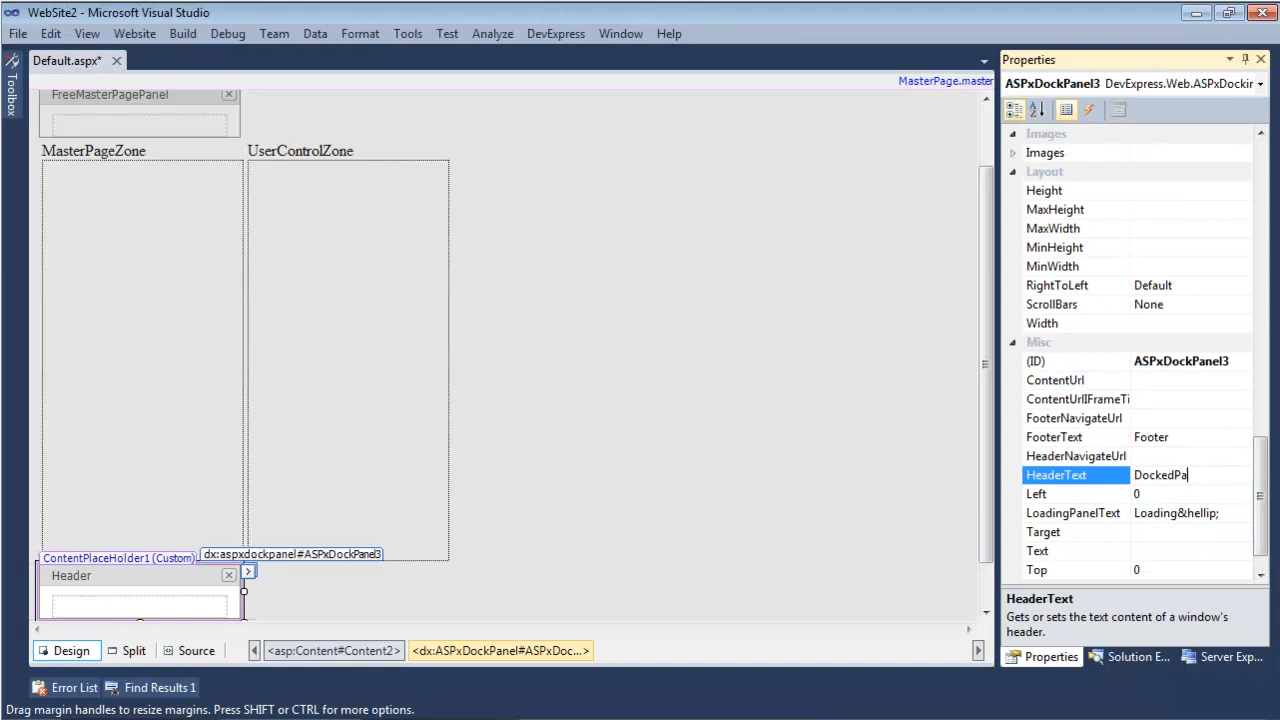 WebSite2 - Microsoft Visual Studio
File Edit View Website Build Debug Team Data Format Tools Test Analyze DevExpress Window Help
Toolbox
Default.aspx*
MasterPage.master
FreeMasterPagePanel
MasterPageZone UserControlZone
ContentPlaceHolder1 (Custom) dx:aspxdockpanel#ASPxDockPanel3
Header
Design Split Source <asp:Content#Content2> <dx:ASPxDockPanel#ASPxDoc...>
Properties
ASPxDockPanel3 DevExpress.Web.ASPxDockin
Images
Images
Layout
Height
MaxHeight
MaxWidth
MinHeight
MinWidth
RightToLeft Default
ScrollBars None
Width
Misc
(ID) ASPxDockPanel3
ContentUrl
ContentUrlIFrameTi
FooterNavigateUrl
FooterText Footer
HeaderNavigateUrl
HeaderText DockedPa
Left 0
LoadingPanelText Loading&hellip;
Target
Text
Top 0
HeaderText
Gets or sets the text content of a window's
header.
Properties Solution E... Server Exp...
Error List Find Results 1
Drag margin handles to resize margins. Press SHIFT or CTRL for more options.